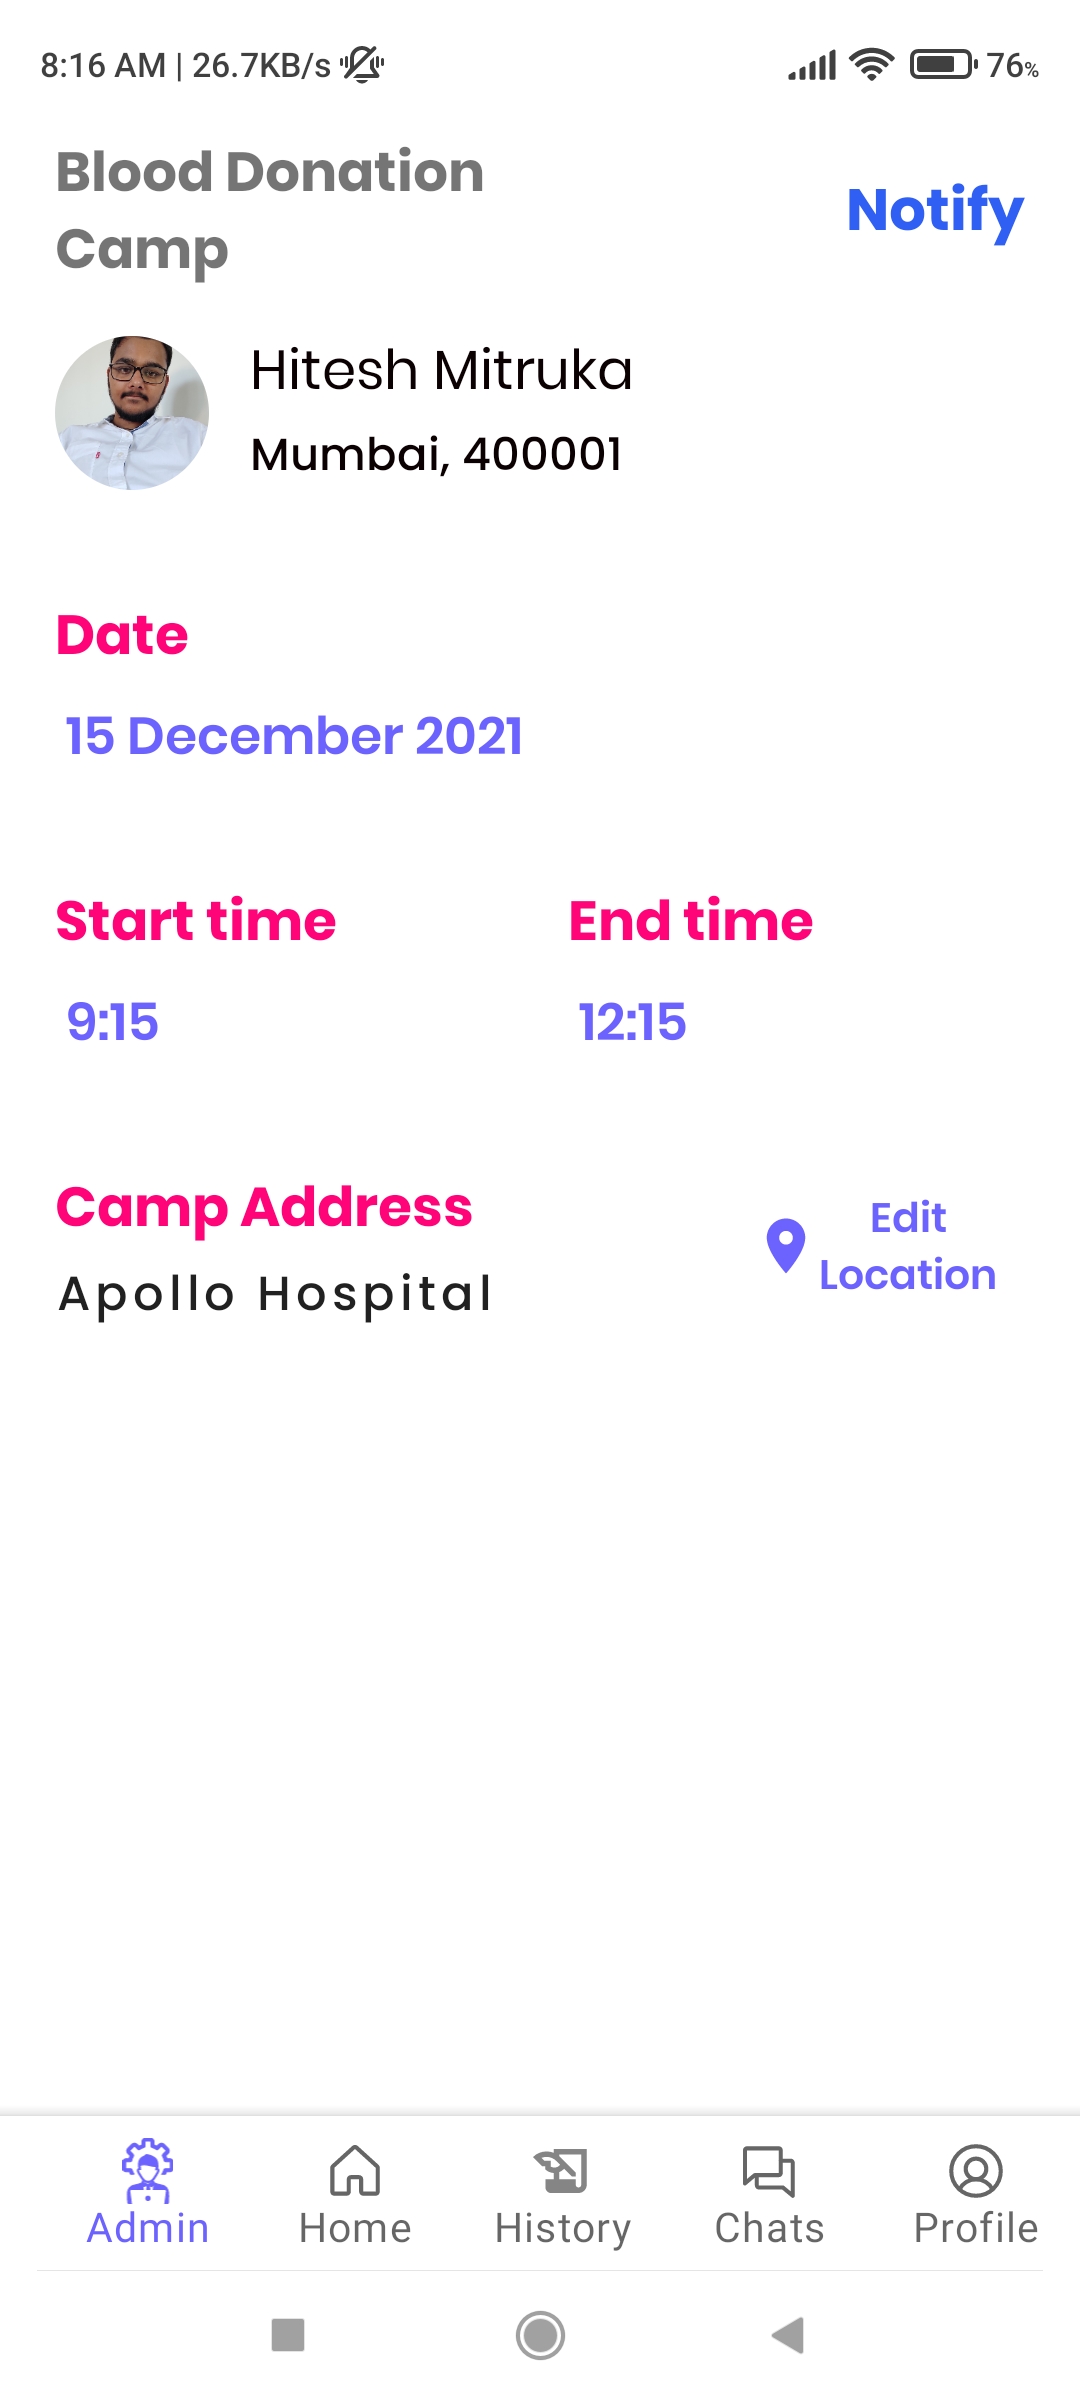 8:16 AM | 26.7KB/s 76%
Blood Donation
Camp
Notify
Hitesh Mitruka
Mumbai, 400001
Date
15 December 2021
Start time End time
9:15 12:15
Camp Address
Apollo Hospital
Edit
Location
Admin Home History Chats Profile